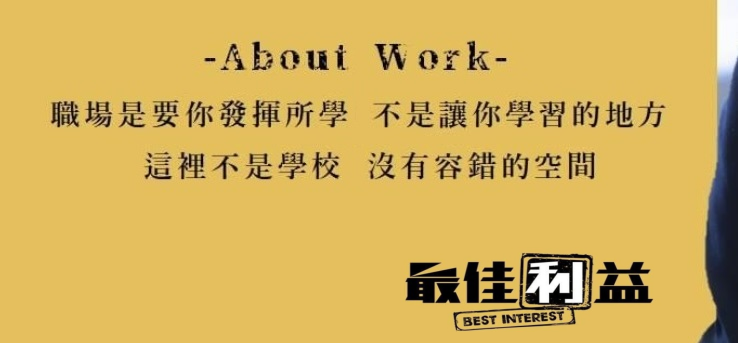 -About Work-
職場是要你發揮所學 不是讓你學習的地方
這裡不是學校 沒有容錯的空間
最佳利益
BEST INTEREST